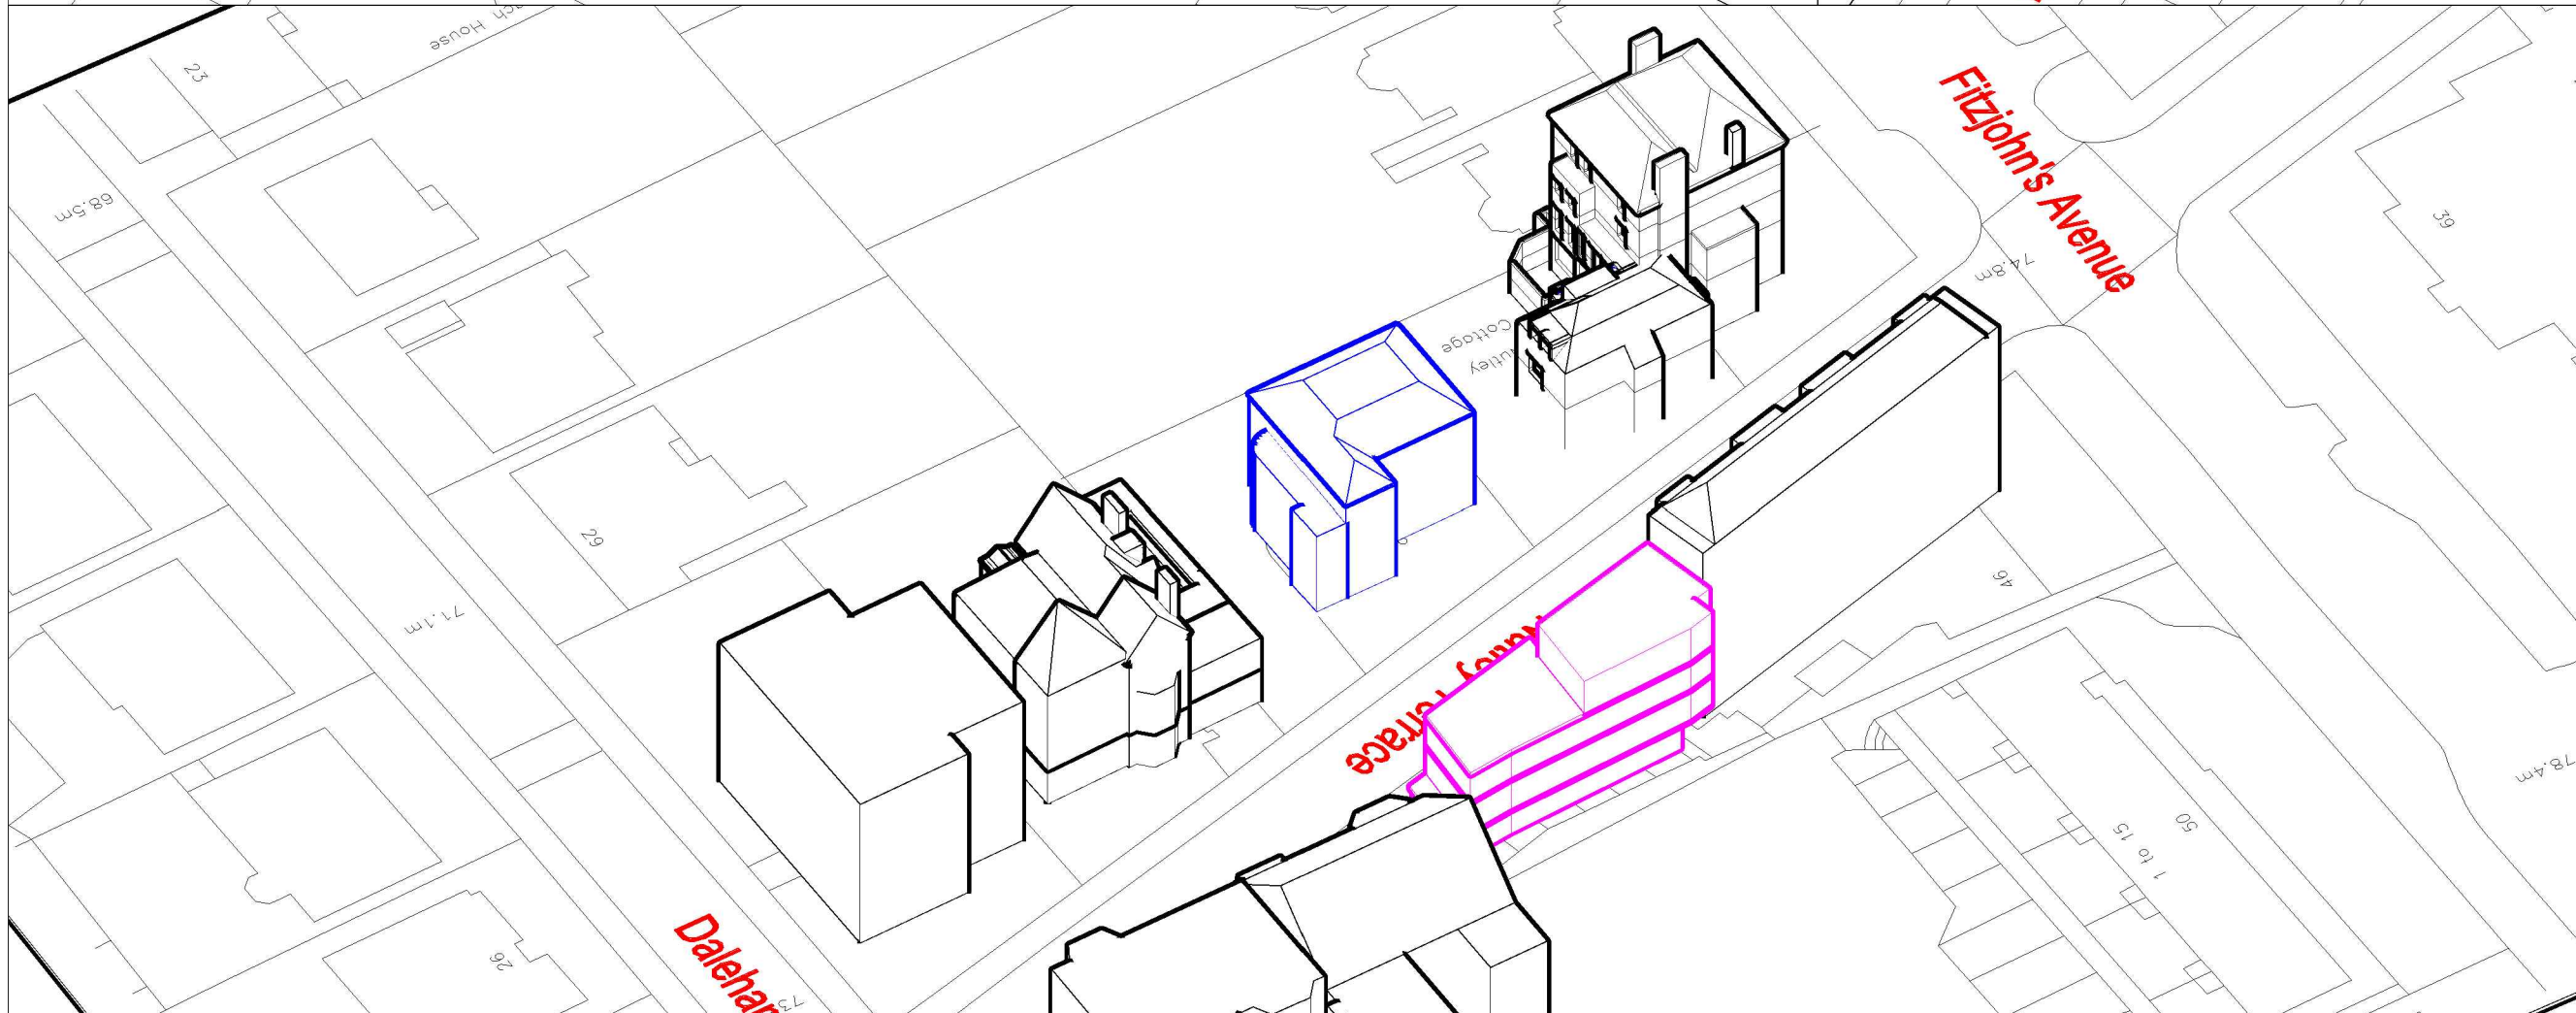 House
23
68.5m
Fitzjohn's Avenue
39
74.8m
Cottage
29
46
71.1m
78.4m
50
1 to 15
26